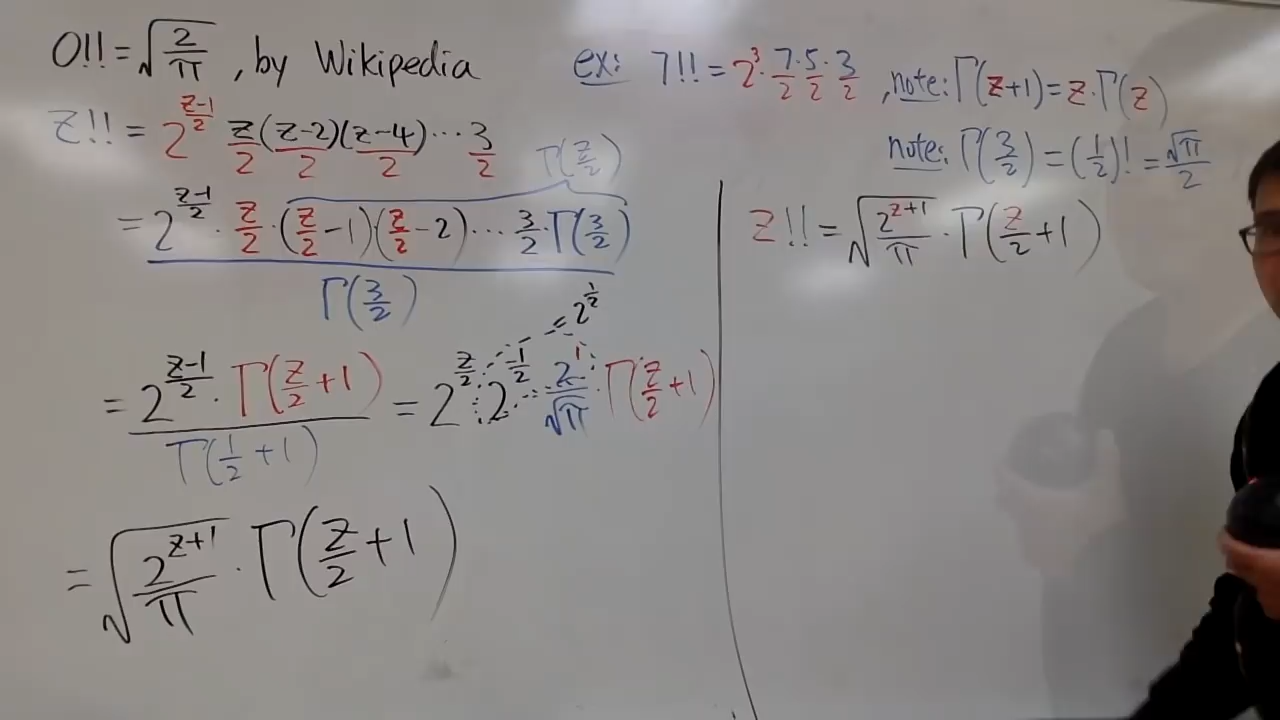 0!! = √(2/π) , by Wikipedia
z!! = 2^((z-1)/2) z/2 (z-2)/2 (z-4)/2 ⋯ 3/2
Γ(z/2)
= 2^((z-1)/2) · z/2 · (z/2 - 1)(z/2 - 2) ⋯ 3/2 · Γ(3/2)
Γ(3/2)
= 2^(1/2)
= 2^((z-1)/2) · Γ(z/2 + 1) / Γ(1/2 + 1) = 2^(z/2) · 2^(-1/2) · 2^1/√π · Γ(z/2 + 1)
= √(2^(z+1)/π) · Γ(z/2 + 1)
ex: 7!! = 2^3 · 7/2 · 5/2 · 3/2 , note: Γ(z+1) = z · Γ(z)
note: Γ(3/2) = (1/2)! = √π/2
z!! = √(2^(z+1)/π) · Γ(z/2 + 1)